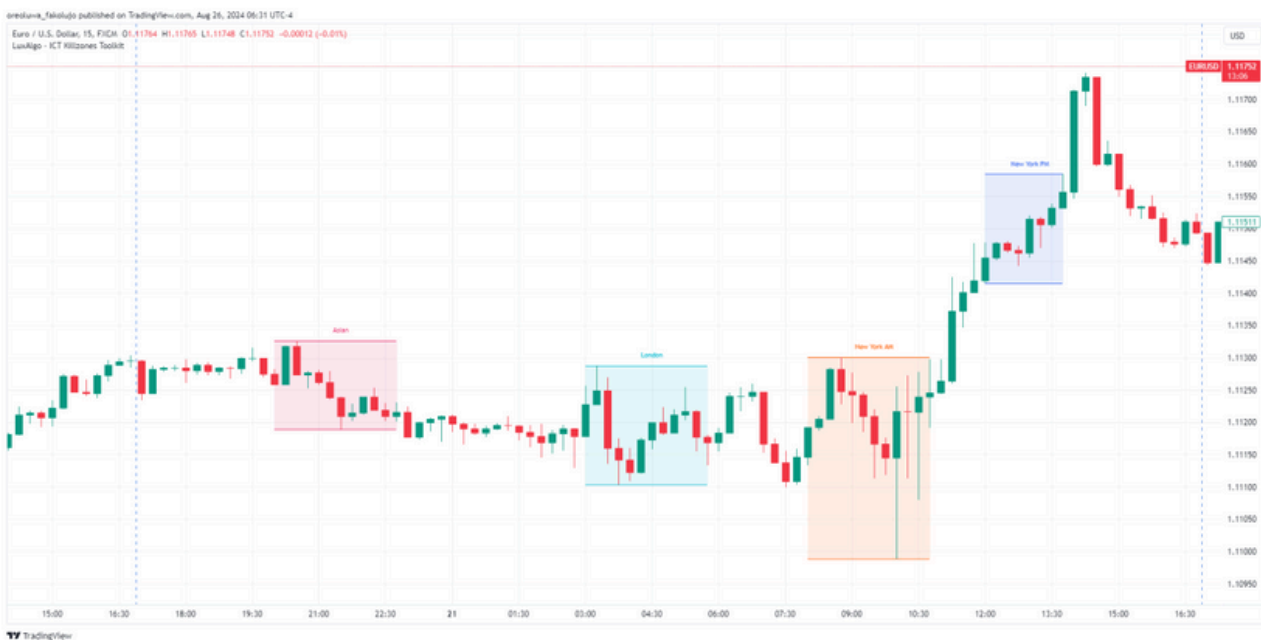 oreoluwa_fakolujo published on TradingView.com, Aug 26, 2024 06:31 UTC-4
Euro / U.S. Dollar, 15, FXCM O1.11764 H1.11765 L1.11748 C1.11752 -0.00012 (-0.01%)
LuxAlgo - ICT Killzones Toolkit
USD
EURUSD 1.11752
13:06
1.11700
1.11650
New York PM
1.11600
1.11550
1.11511
1.11500
1.11450
1.11400
1.11350
Asian
New York AM
London
1.11300
1.11250
1.11200
1.11150
1.11100
1.11050
1.11000
1.10950
15:00 16:30 18:00 19:30 21:00 22:30 21 01:30 03:00 04:30 06:00 07:30 09:00 10:30 12:00 13:30 15:00 16:30
TradingView